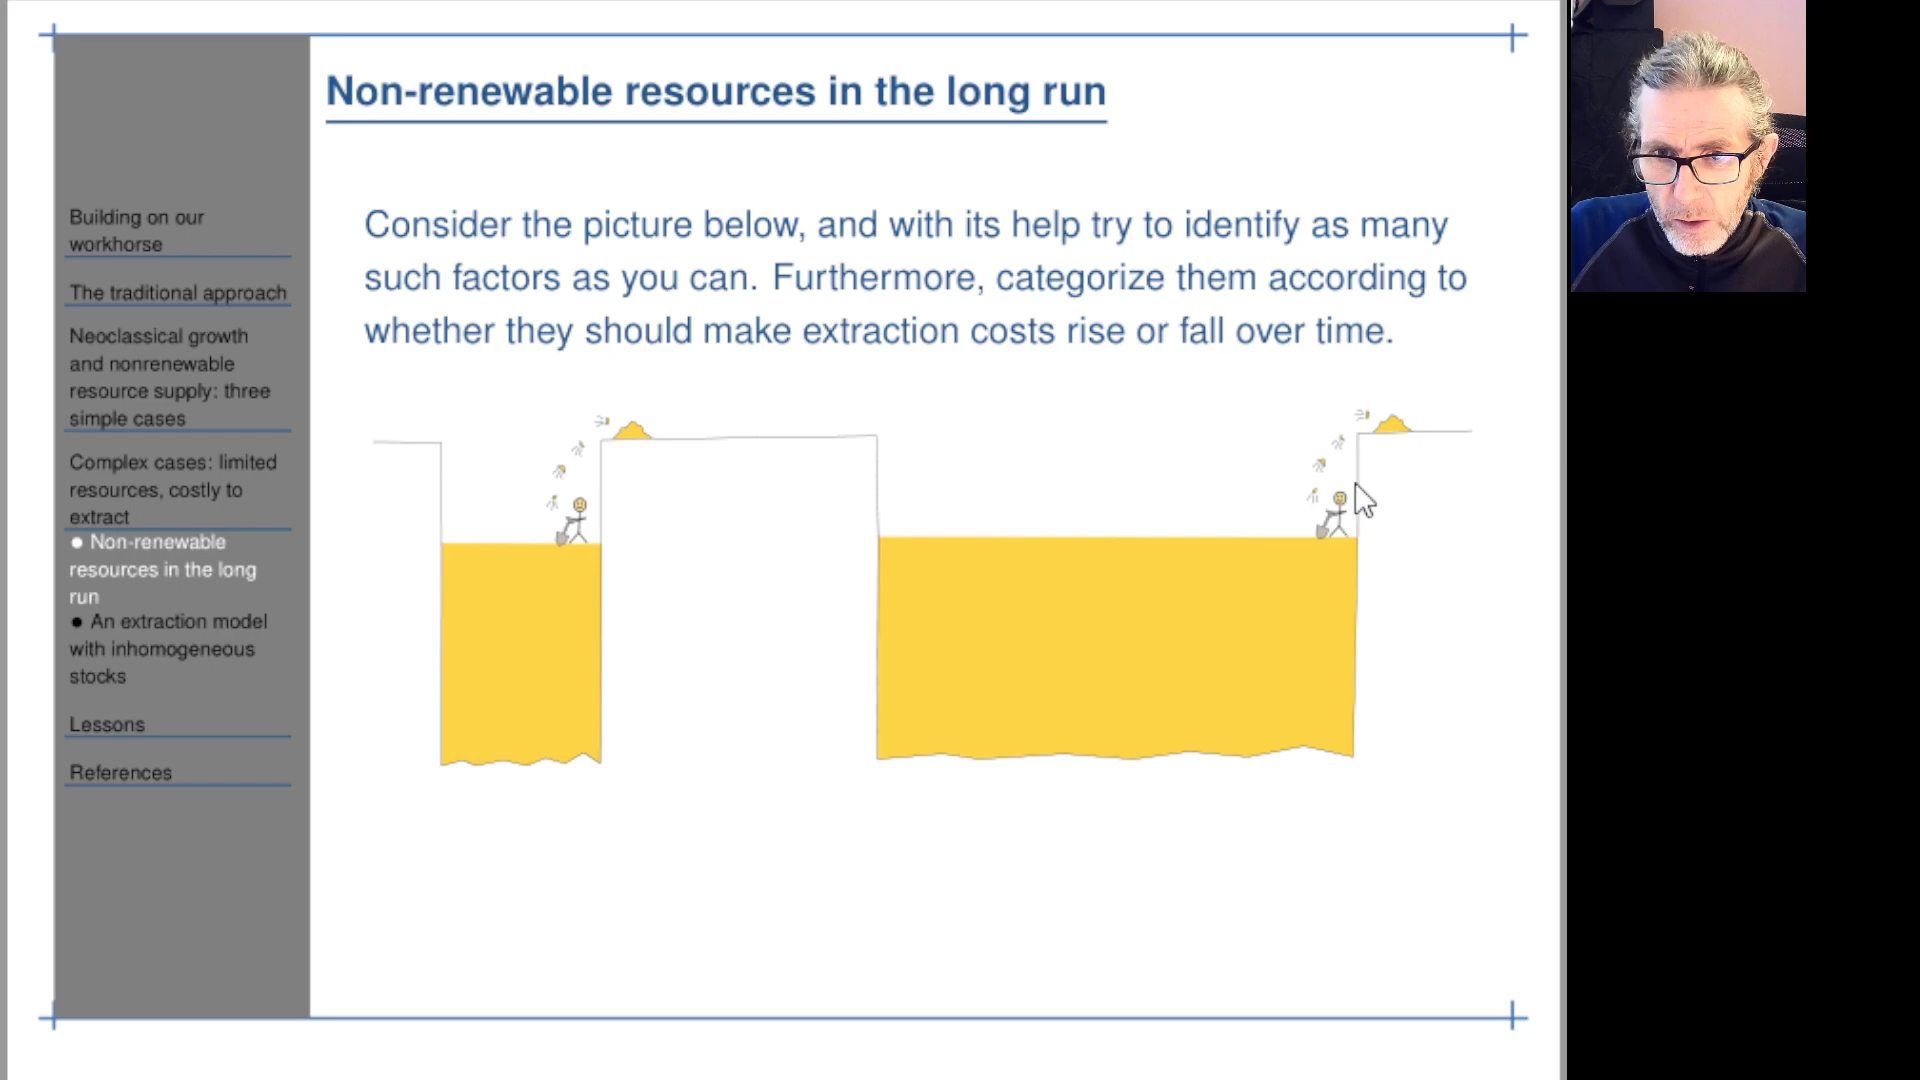 Non-renewable resources in the long run
Consider the picture below, and with its help try to identify as many
such factors as you can. Furthermore, categorize them according to
whether they should make extraction costs rise or fall over time.
Building on our
workhorse
The traditional approach
Neoclassical growth
and nonrenewable
resource supply: three
simple cases
Complex cases: limited
resources, costly to
extract
● Non-renewable
resources in the long
run
● An extraction model
with inhomogeneous
stocks
Lessons
References